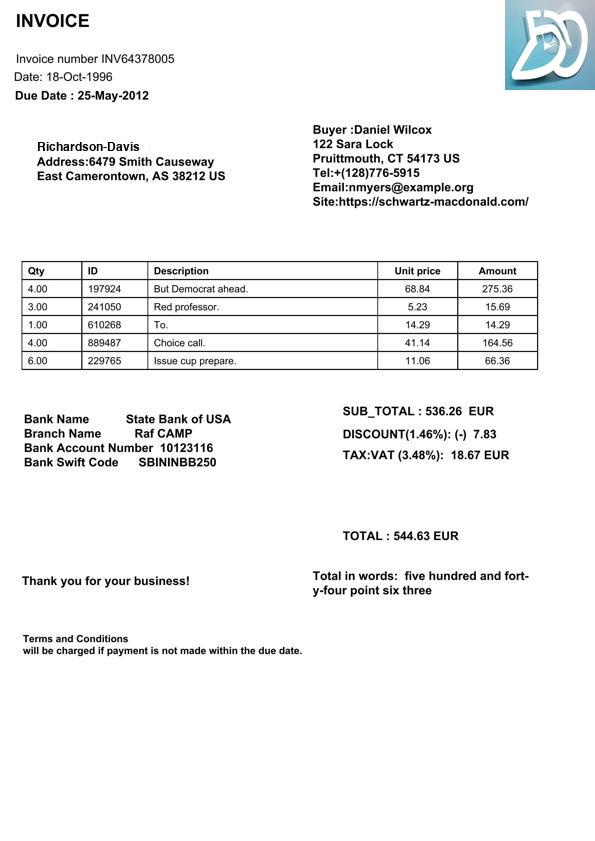 INVOICE
Invoice number INV64378005
Date: 18-Oct-1996
Due Date : 25-May-2012
Richardson-Davis
Address:6479 Smith Causeway
East Camerontown, AS 38212 US
Buyer :Daniel Wilcox
122 Sara Lock
Pruittmouth, CT 54173 US
Tel:+(128)776-5915
Email:nmyers@example.org
Site:https://schwartz-macdonald.com/
Qty ID Description Unit price Amount
4.00 197924 But Democrat ahead. 68.84 275.36
3.00 241050 Red professor. 5.23 15.69
1.00 610268 To. 14.29 14.29
4.00 889487 Choice call. 41.14 164.56
6.00 229765 Issue cup prepare. 11.06 66.36
Bank Name State Bank of USA
Branch Name Raf CAMP
Bank Account Number 10123116
Bank Swift Code SBININBB250
SUB_TOTAL : 536.26 EUR
DISCOUNT(1.46%): (-) 7.83
TAX:VAT (3.48%): 18.67 EUR
TOTAL : 544.63 EUR
Thank you for your business!
Total in words: five hundred and fort-
y-four point six three
Terms and Conditions
will be charged if payment is not made within the due date.